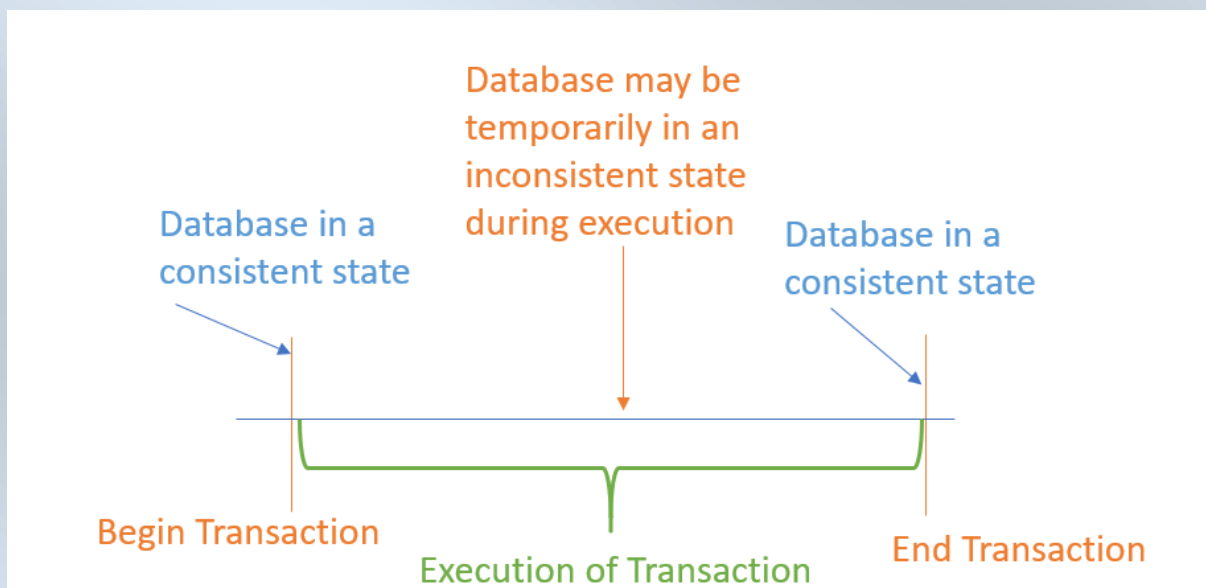 Database may be
temporarily in an
inconsistent state
during execution
Database in a
consistent state
Database in a
consistent state
Begin Transaction
End Transaction
Execution of Transaction